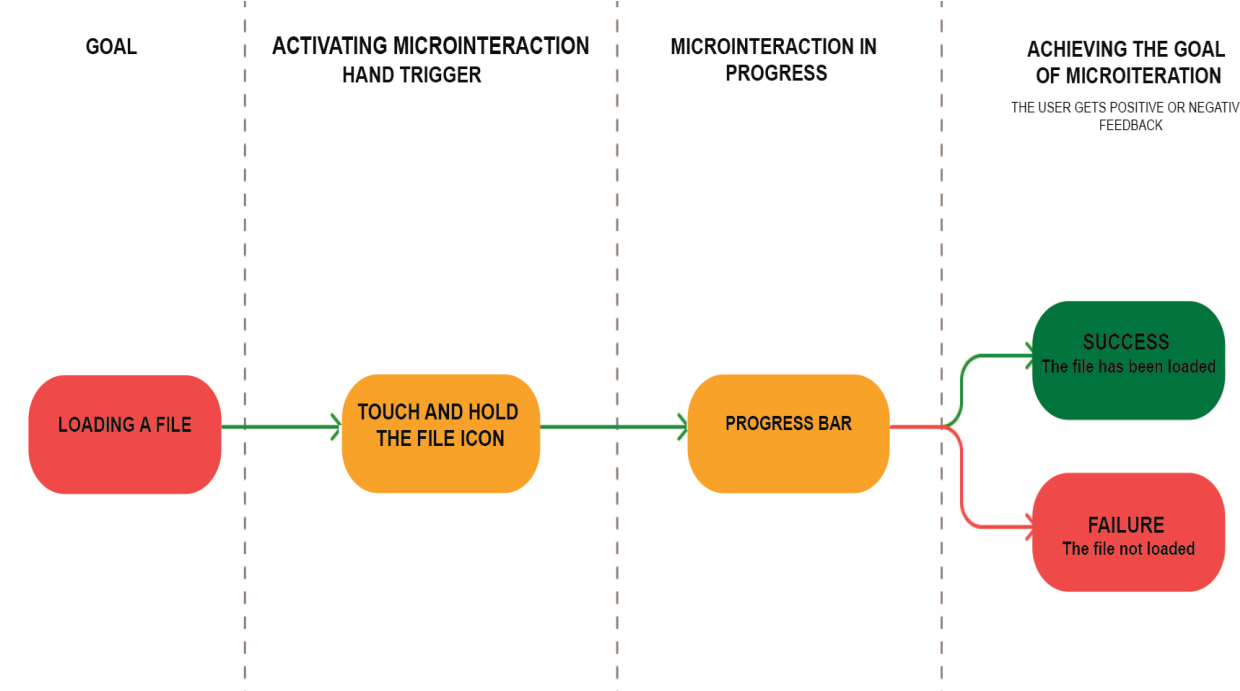 GOAL
ACTIVATING MICROINTERACTION
HAND TRIGGER
MICROINTERACTION IN
PROGRESS
ACHIEVING THE GOAL
OF MICROITERATION
THE USER GETS POSITIVE OR NEGATIV
FEEDBACK
LOADING A FILE
TOUCH AND HOLD
THE FILE ICON
PROGRESS BAR
SUCCESS
The file has been loaded
FAILURE
The file not loaded